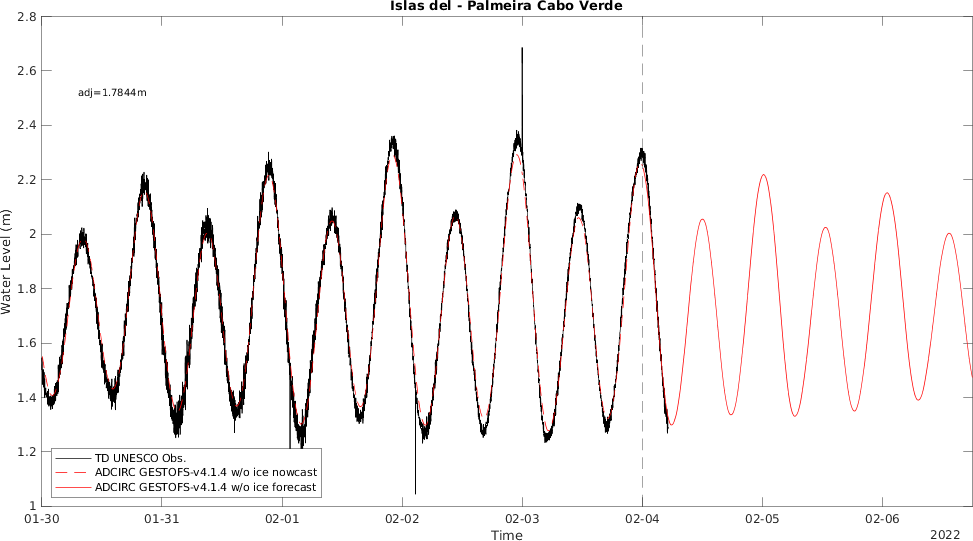 Islas del - Palmeira Cabo Verde
2.8
2.6
adj=1.7844m
2.4
2.2
2
1.8
1.6
1.4
1.2
1
Water Level (m)
TD UNESCO Obs.
ADCIRC GESTOFS-v4.1.4 w/o ice nowcast
ADCIRC GESTOFS-v4.1.4 w/o ice forecast
01-30 01-31 02-01 02-02 02-03 02-04 02-05 02-06
Time
2022